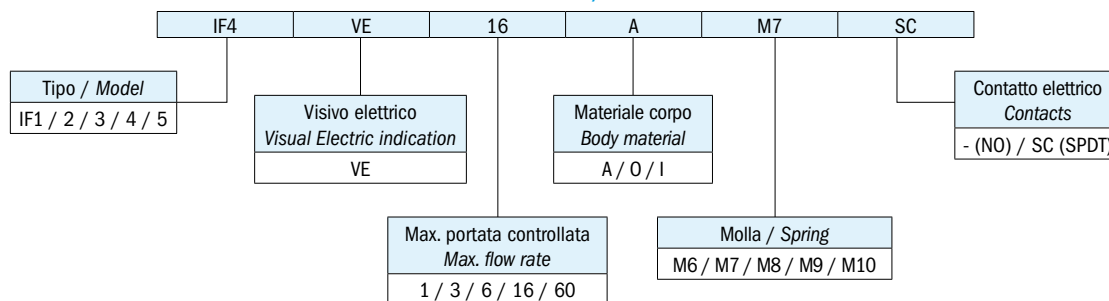 IF4 VE 16 A M7 SC
Tipo / Model
IF1 / 2 / 3 / 4 / 5
Visivo elettrico
Visual Electric indication
VE
Materiale corpo
Body material
A / O / I
Contatto elettrico
Contacts
- (NO) / SC (SPDT)
Max. portata controllata
Max. flow rate
1 / 3 / 6 / 16 / 60
Molla / Spring
M6 / M7 / M8 / M9 / M10